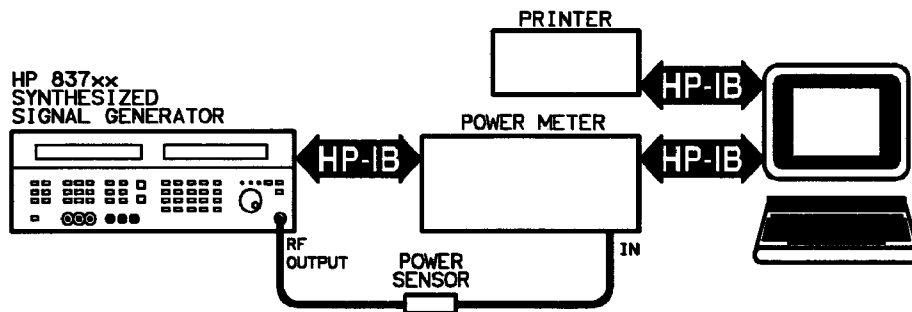 PRINTER
HP 837xx
SYNTHESIZED
SIGNAL GENERATOR
HP-IB
POWER METER
HP-IB
HP-IB
RF
OUTPUT
POWER
SENSOR
IN